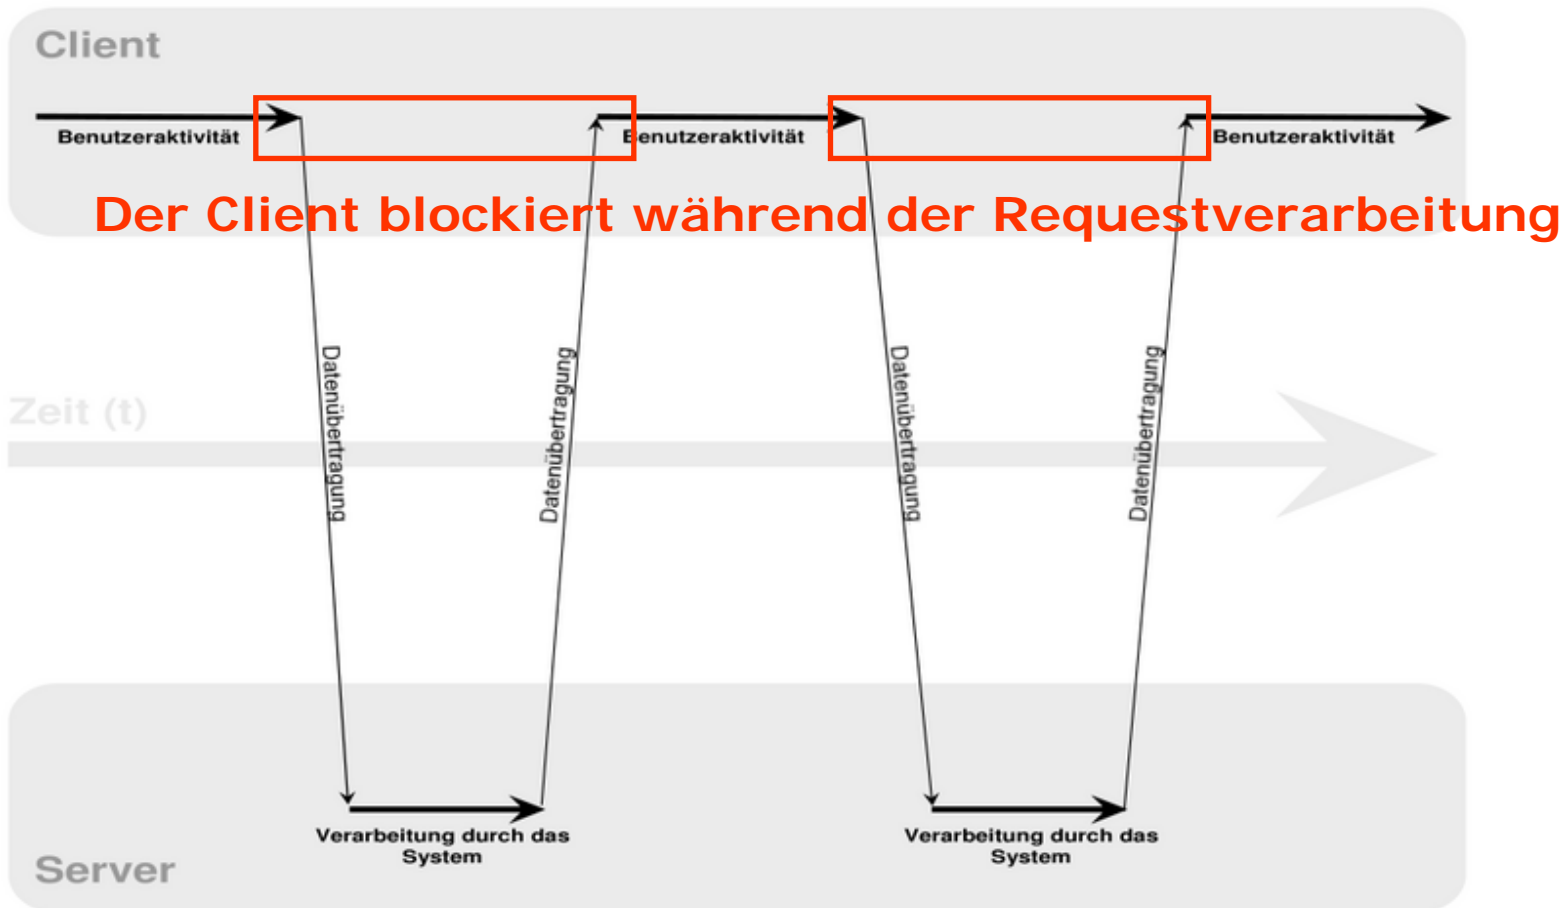 Client
Benutzeraktivität
Benutzeraktivität
Benutzeraktivität
Der Client blockiert während der Requestverarbeitung
Datenübertragung
Datenübertragung
Datenübertragung
Datenübertragung
Zeit (t)
Verarbeitung durch das
System
Verarbeitung durch das
System
Server